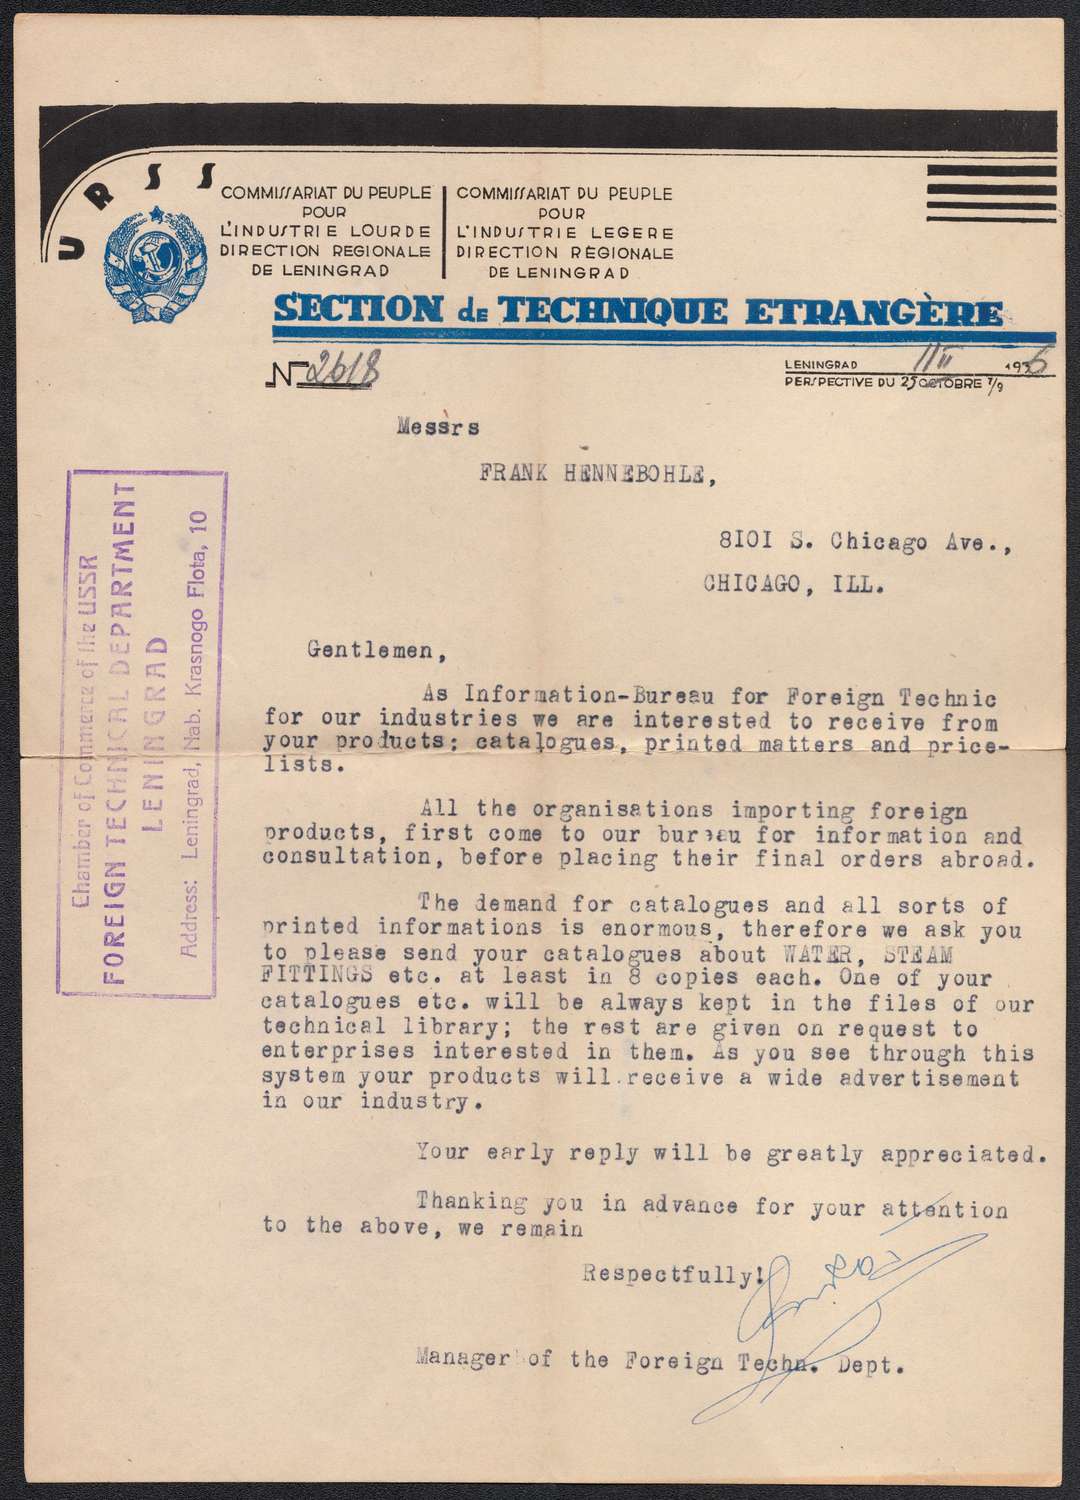 URSS
COMMISSARIAT DU PEUPLE
POUR
L'INDUSTRIE LOURDE
DIRECTION REGIONALE
DE LENINGRAD
COMMISSARIAT DU PEUPLE
POUR
L'INDUSTRIE LEGERE
DIRECTION RÈGIONALE
DE LENINGRAD
SECTION de TECHNIQUE ETRANGÈRE
N 2618
LENINGRAD 11 II 1936
PERSPECTIVE DU 25 OCTOBRE 7/9
Messrs
FRANK HENNEBOHLE,
8IOI S. Chicago Ave.,
CHICAGO, ILL.
Chamber of Commerce of the USSR
FOREIGN TECHNICAL DEPARTMENT
LENINGRAD
Address: Leningrad, Nab. Krasnogo Flota, 10
Gentlemen,
As Information-Bureau for Foreign Technic
for our industries we are interested to receive from
your products: catalogues, printed matters and price-
lists.
All the organisations importing foreign
products, first come to our bureau for information and
consultation, before placing their final orders abroad.
The demand for catalogues and all sorts of
printed informations is enormous, therefore we ask you
to please send your catalogues about WATER, STEAM
FITTINGS etc. at least in 8 copies each. One of your
catalogues etc. will be always kept in the files of our
technical library; the rest are given on request to
enterprises interested in them. As you see through this
system your products will receive a wide advertisement
in our industry.
Your early reply will be greatly appreciated.
Thanking you in advance for your attention
to the above, we remain
Respectfully!
Manager of the Foreign Techn. Dept.